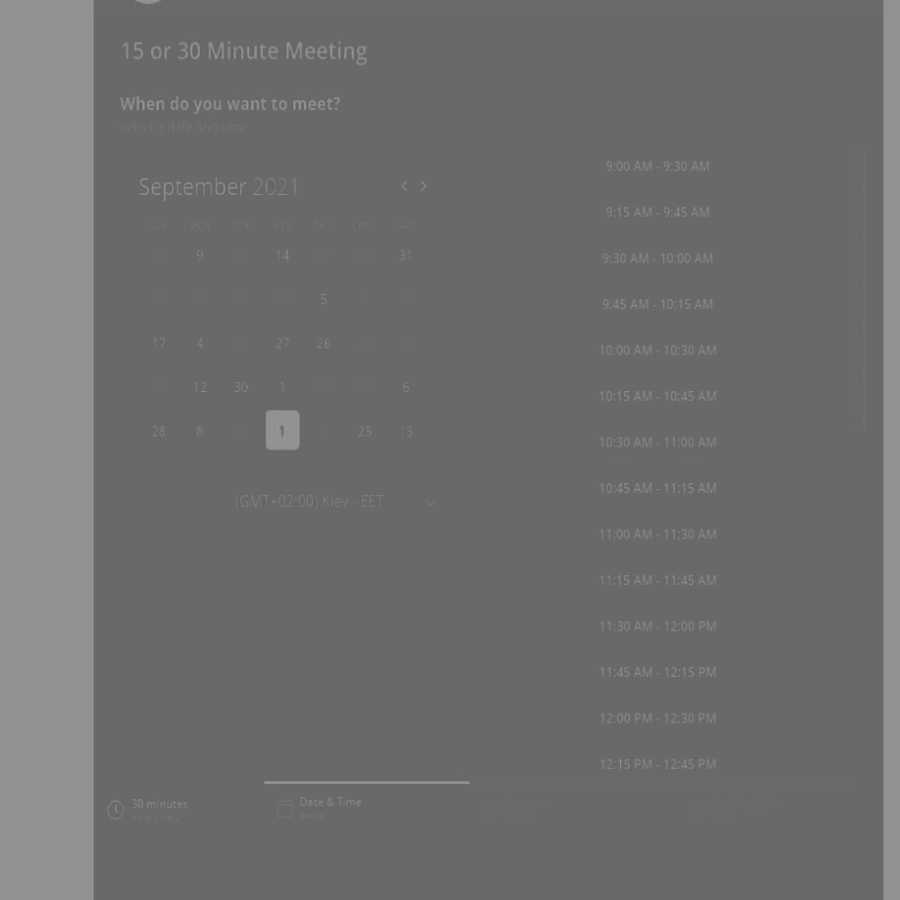 15 or 30 Minute Meeting
When do you want to meet?
Select a date and time
September 2021
SUN MON TUE WED THU FRI SAT
9 14 31
5
17 4 27 26
12 30 1 6
28 8 1 25 13
(GMT+02:00) Kiev - EET
9:00 AM - 9:30 AM
9:15 AM - 9:45 AM
9:30 AM - 10:00 AM
9:45 AM - 10:15 AM
10:00 AM - 10:30 AM
10:15 AM - 10:45 AM
10:30 AM - 11:00 AM
10:45 AM - 11:15 AM
11:00 AM - 11:30 AM
11:15 AM - 11:45 AM
11:30 AM - 12:00 PM
11:45 AM - 12:15 PM
12:00 PM - 12:30 PM
12:15 PM - 12:45 PM
30 minutes
HOW LONG
Date & Time
WHEN